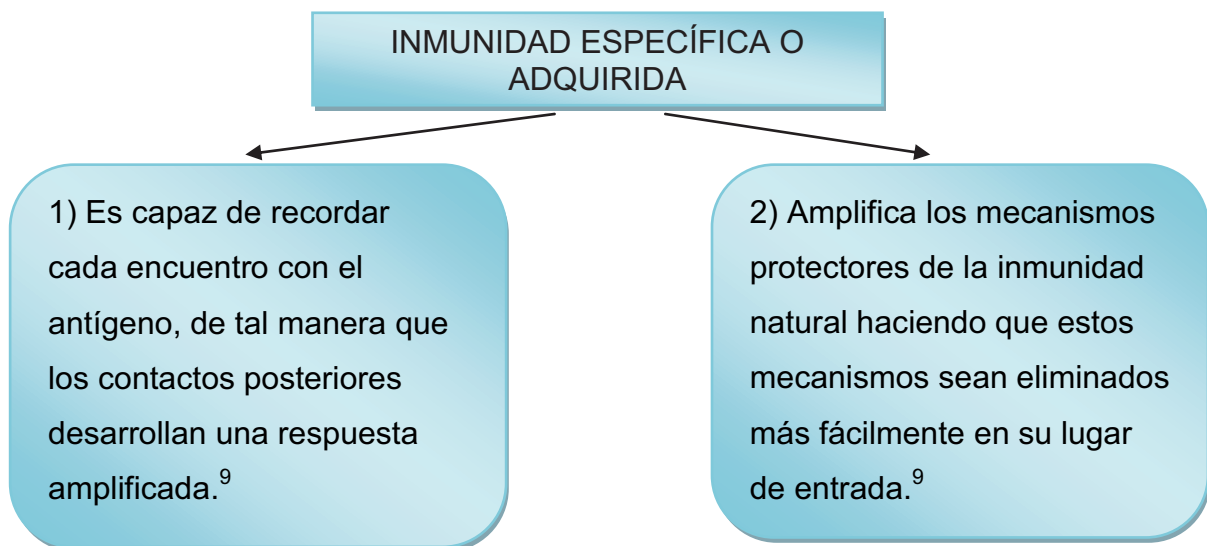 INMUNIDAD ESPECÍFICA O
ADQUIRIDA
1) Es capaz de recordar
cada encuentro con el
antígeno, de tal manera que
los contactos posteriores
desarrollan una respuesta
amplificada.⁹
2) Amplifica los mecanismos
protectores de la inmunidad
natural haciendo que estos
mecanismos sean eliminados
más fácilmente en su lugar
de entrada.⁹